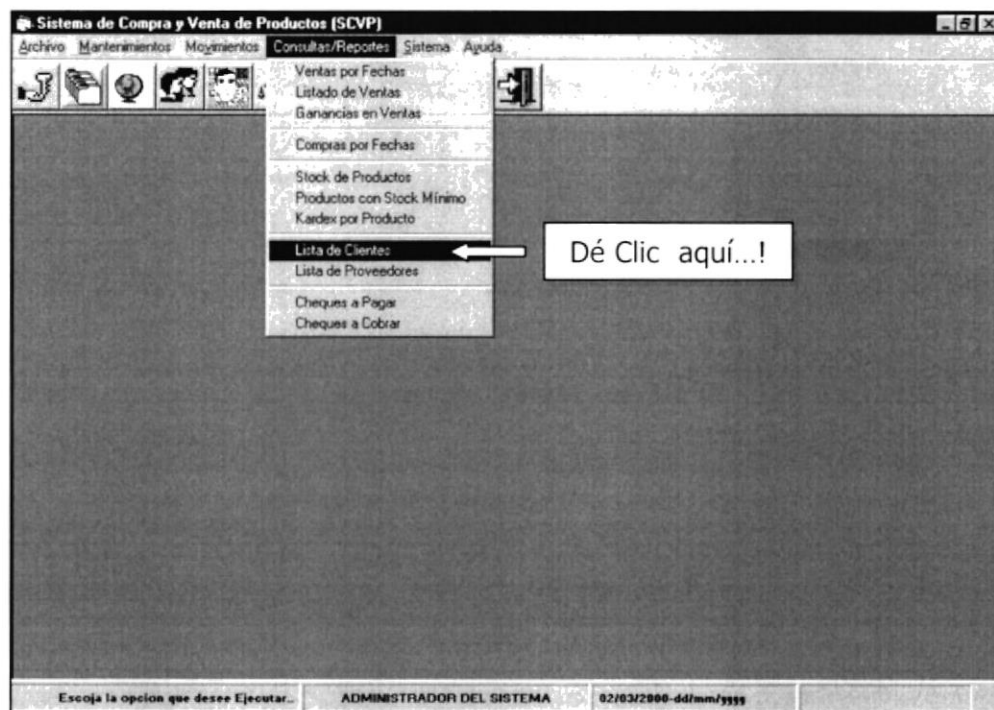 Sistema de Compra y Venta de Productos (SCVP)
Archivo Mantenimientos Movimientos Consultas/Reportes Sistema Ayuda
Ventas por Fechas
Listado de Ventas
Ganancias en Ventas
Compras por Fechas
Stock de Productos
Productos con Stock Mínimo
Kardex por Producto
Lista de Clientes
Dé Clic aquí...!
Lista de Proveedores
Cheques a Pagar
Cheques a Cobrar
Escoja la opcion que desee Ejecutar.. ADMINISTRADOR DEL SISTEMA 02/03/2000-dd/mm/yyyy